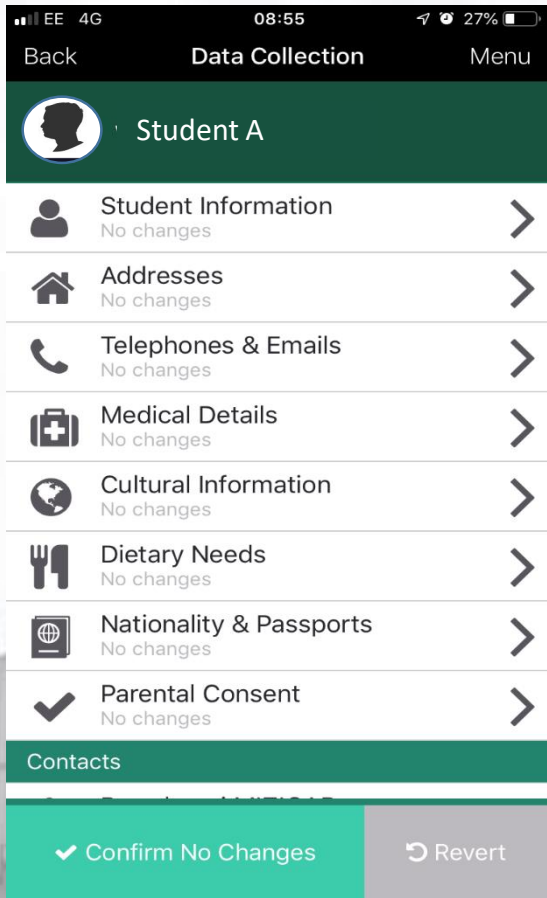 EE 4G 08:55 27%
Back Data Collection Menu
Student A
Student Information
No changes
Addresses
No changes
Telephones & Emails
No changes
Medical Details
No changes
Cultural Information
No changes
Dietary Needs
No changes
Nationality & Passports
No changes
Parental Consent
No changes
Contacts
Confirm No Changes Revert